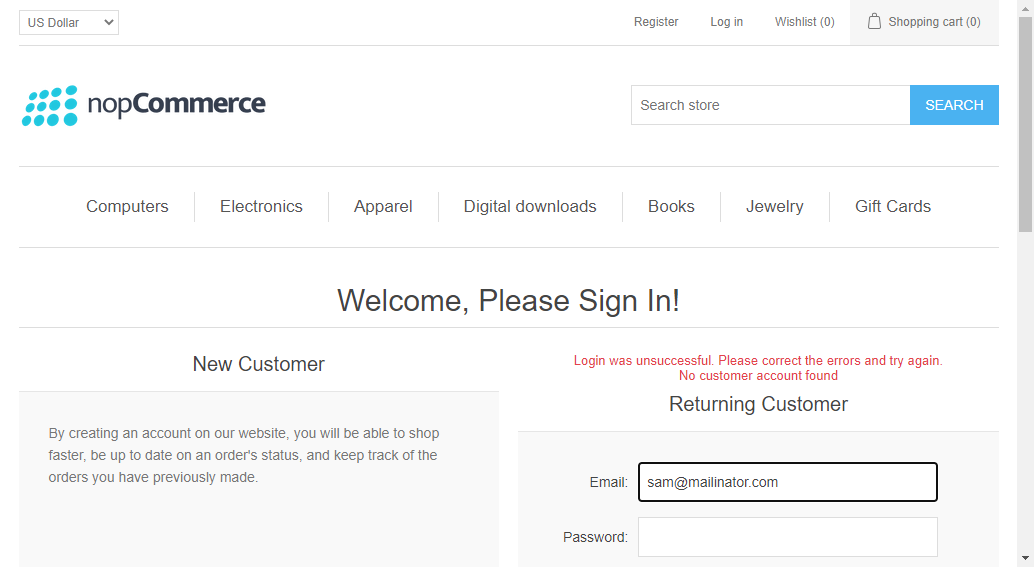 US Dollar
Register
Log in
Wishlist (0)
Shopping cart (0)
nopCommerce
Search store
SEARCH
Computers
Electronics
Apparel
Digital downloads
Books
Jewelry
Gift Cards
Welcome, Please Sign In!
New Customer
By creating an account on our website, you will be able to shop
faster, be up to date on an order's status, and keep track of the
orders you have previously made.
Login was unsuccessful. Please correct the errors and try again.
No customer account found
Returning Customer
Email:
sam@mailinator.com
Password: